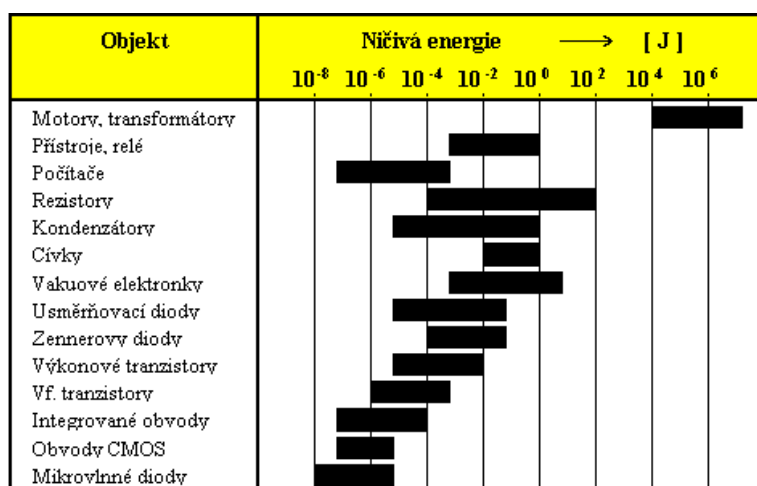 Objekt Ničivá energie → [ J ]
10⁻⁸ 10⁻⁶ 10⁻⁴ 10⁻² 10⁰ 10² 10⁴ 10⁶
Motory, transformátory
Přístroje, relé
Počítače
Rezistory
Kondenzátory
Cívky
Vakuové elektronky
Usměrňovací diody
Zennerovy diody
Výkonové tranzistory
Vf. tranzistory
Integrované obvody
Obvody CMOS
Mikrovlnné diody